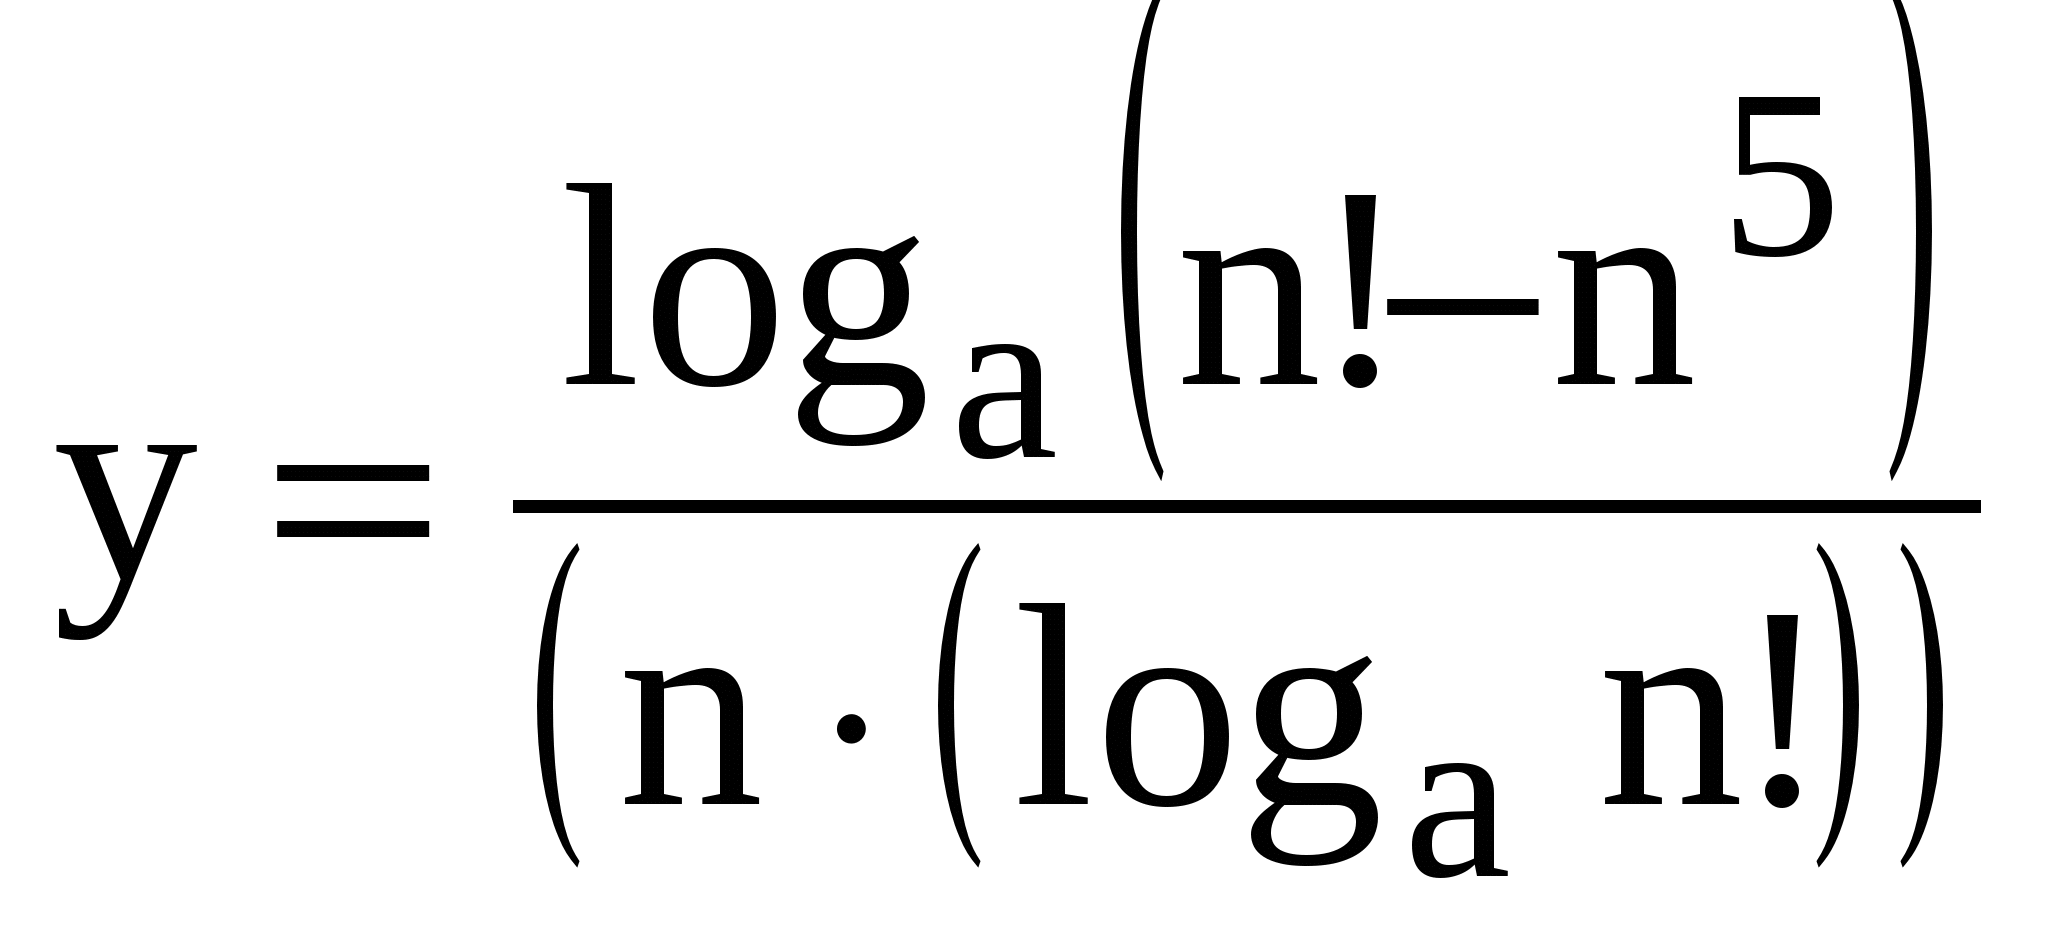 y = log_a (n!−n^5) / (n · (log_a n!))